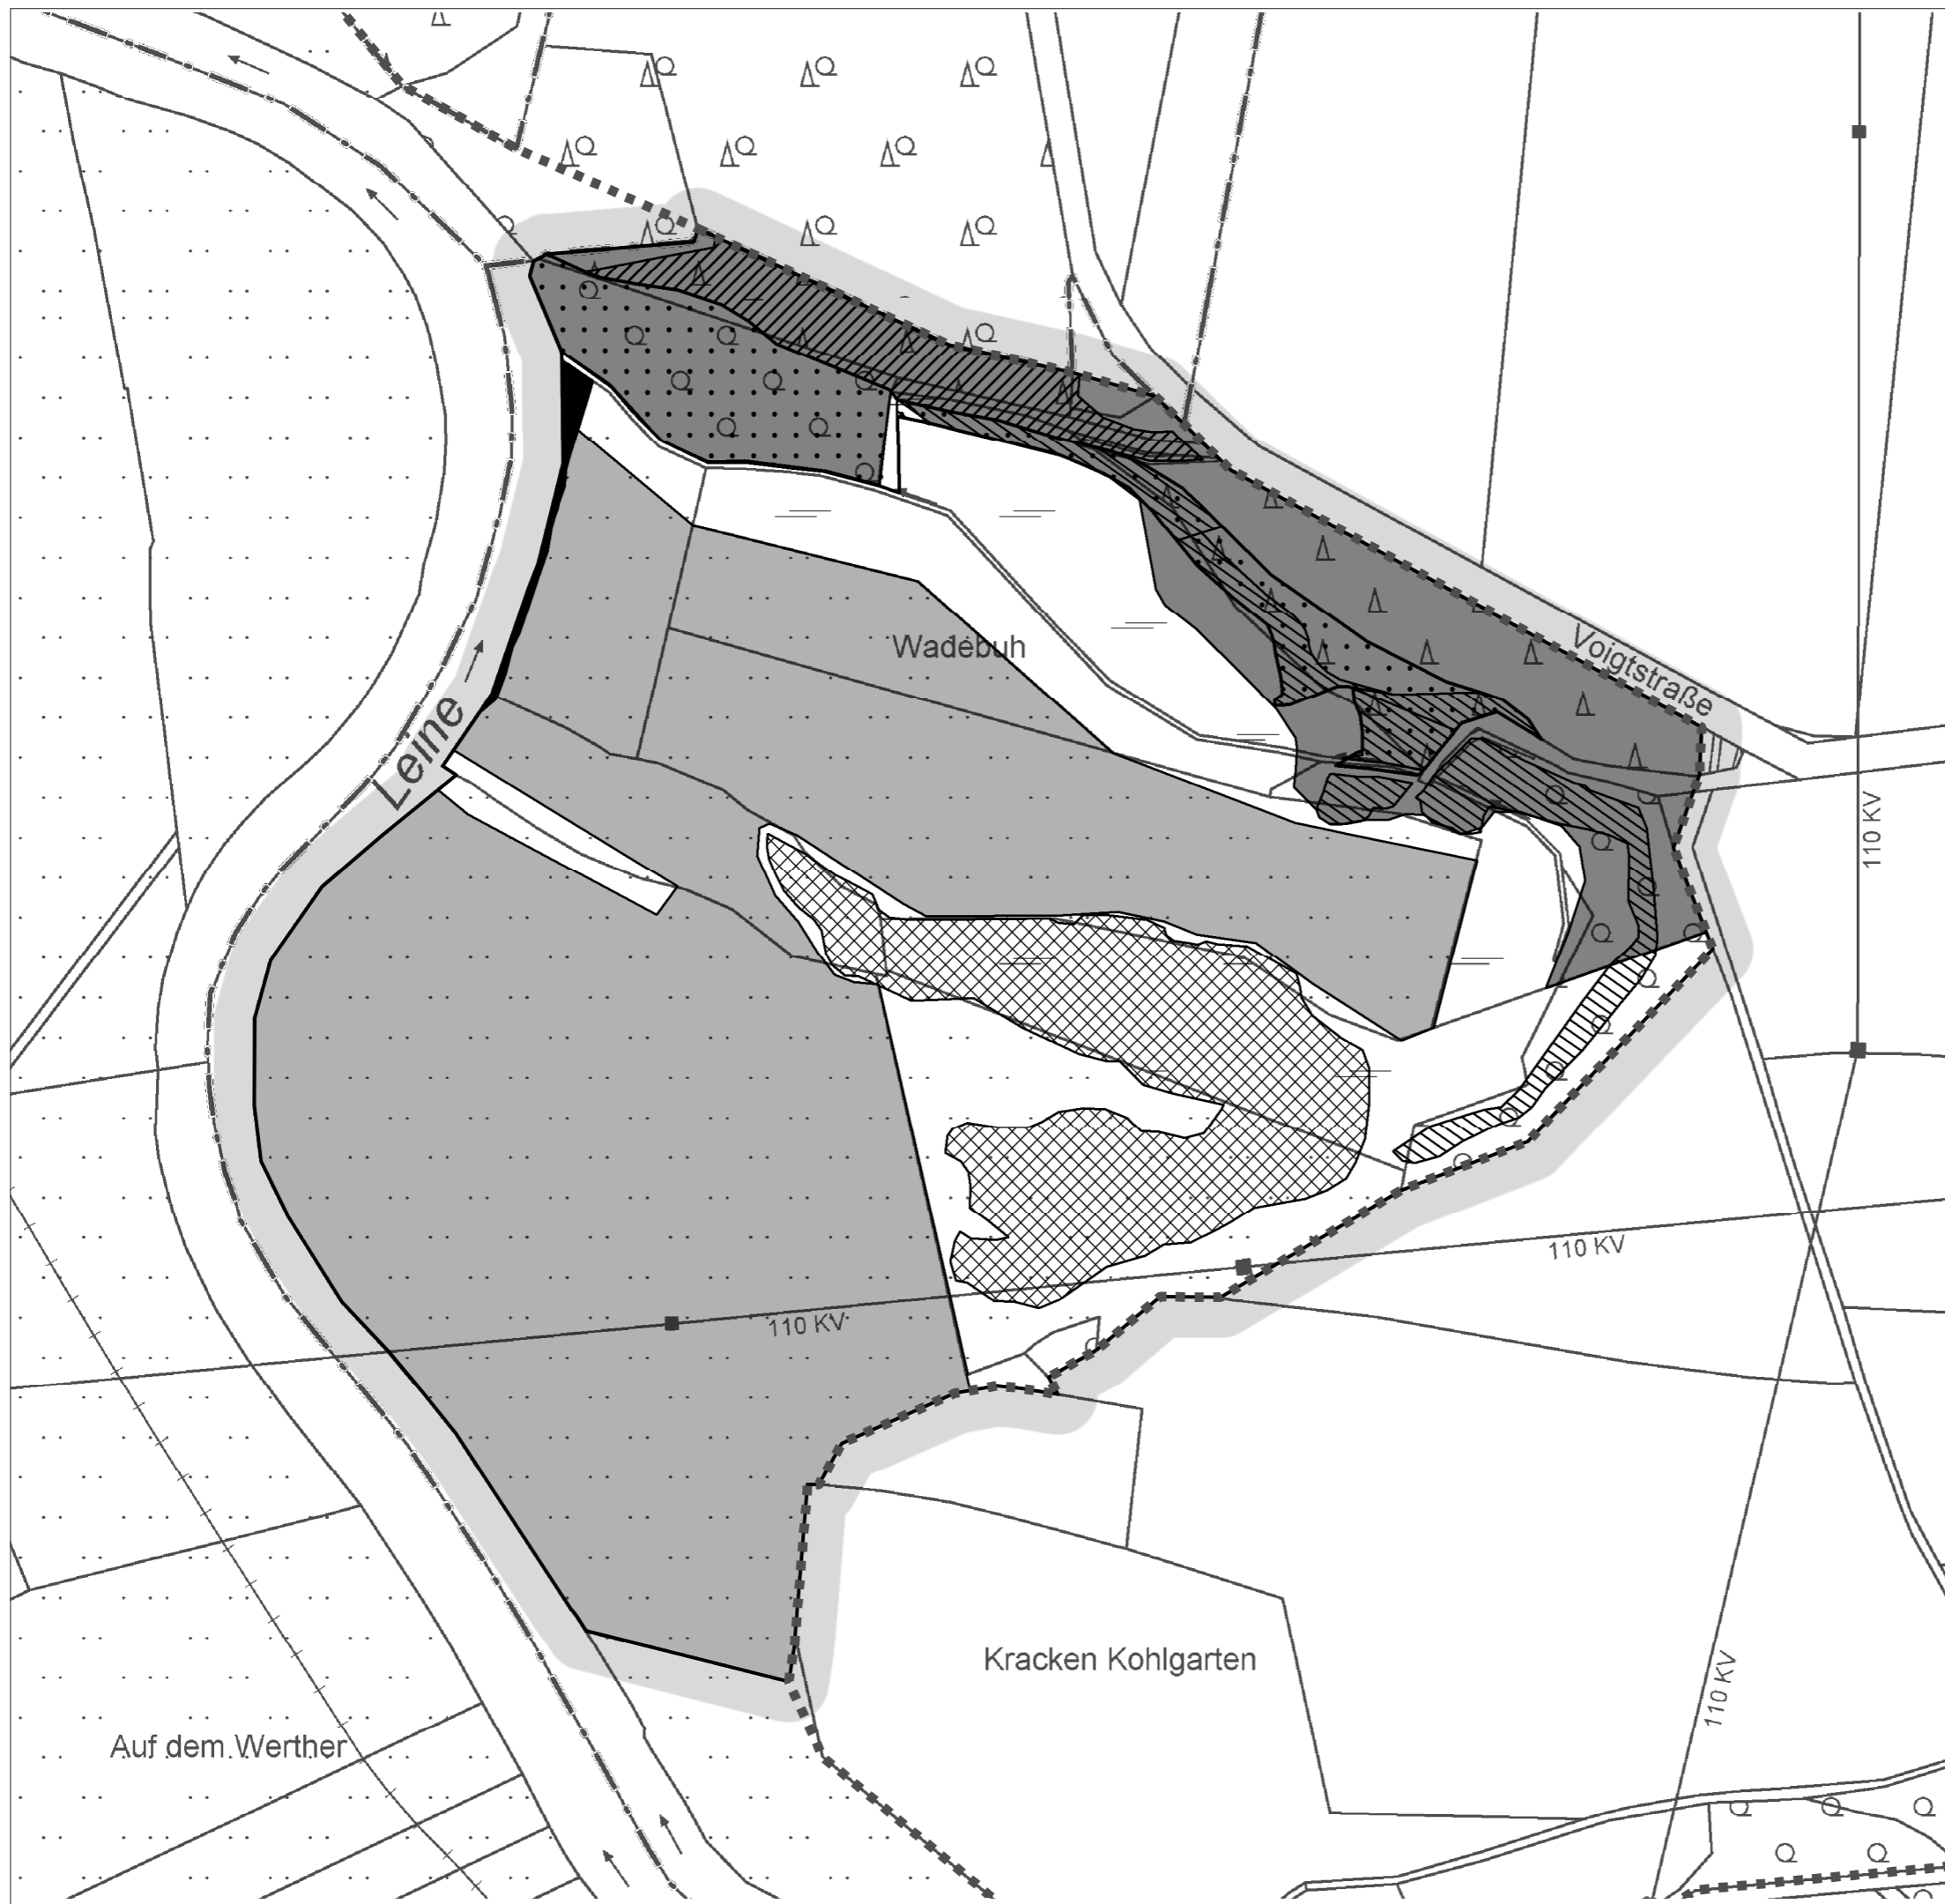 Wadebuh
Voigtstraße
Leine
110 KV
110 KV
110 KV
Kracken Kohlgarten
110 KV
Auf dem Werther